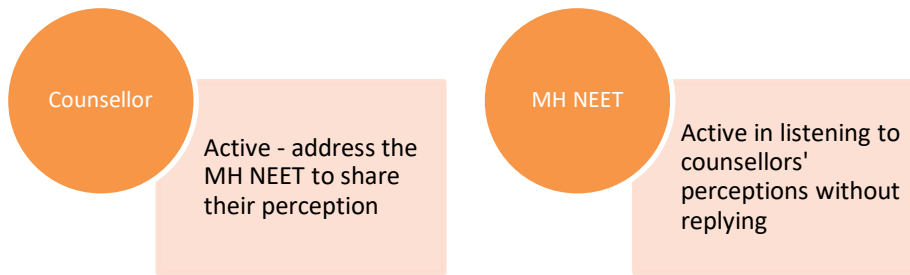 Counsellor
Active - address the
MH NEET to share
their perception
MH NEET
Active in listening to
counsellors'
perceptions without
replying